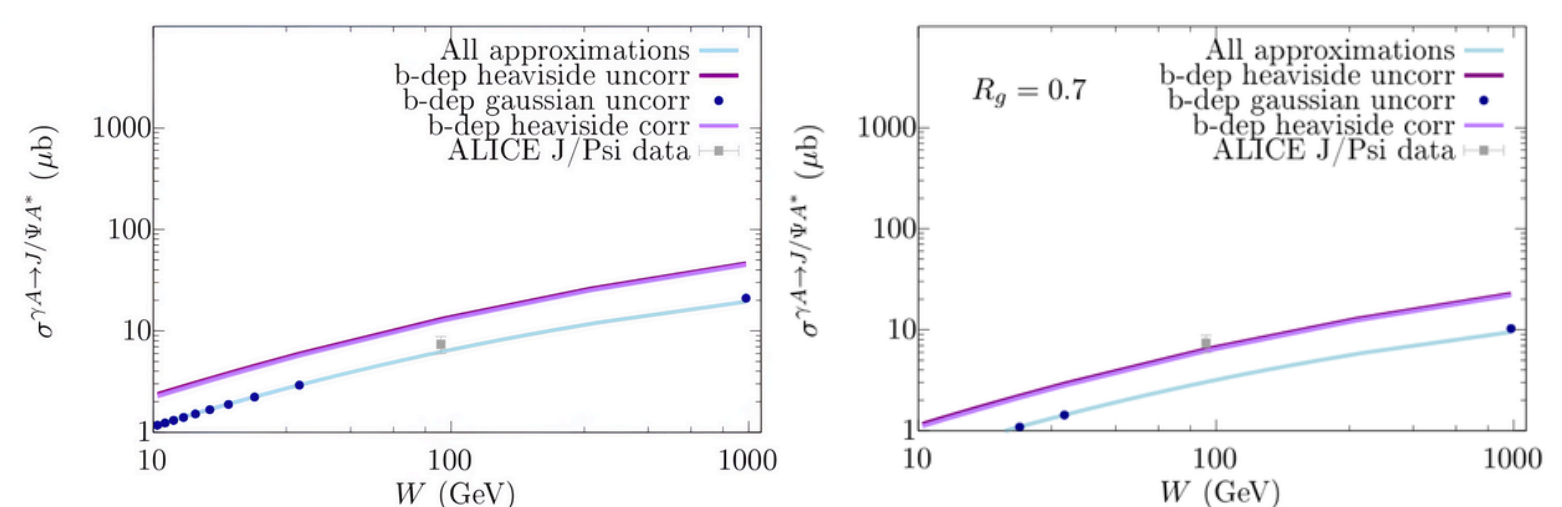 All approximations
b-dep heaviside uncorr
b-dep gaussian uncorr
b-dep heaviside corr
ALICE J/Psi data
1000
100
10
1
σ^{γA→J/ΨA*} (μb)
10 100 1000
W (GeV)
R_g = 0.7
All approximations
b-dep heaviside uncorr
b-dep gaussian uncorr
b-dep heaviside corr
ALICE J/Psi data
1000
100
10
1
σ^{γA→J/ΨA*} (μb)
10 100 1000
W (GeV)